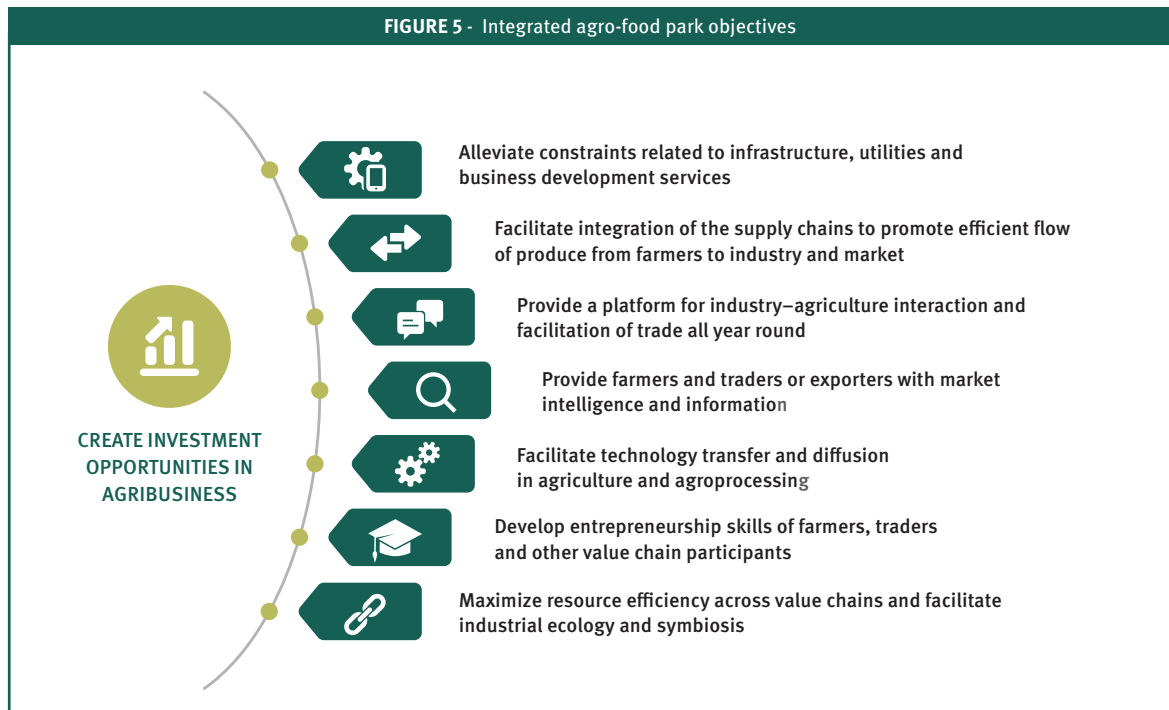 FIGURE 5 - Integrated agro-food park objectives
Alleviate constraints related to infrastructure, utilities and
business development services
Facilitate integration of the supply chains to promote efficient flow
of produce from farmers to industry and market
Provide a platform for industry–agriculture interaction and
facilitation of trade all year round
Provide farmers and traders or exporters with market
intelligence and information
CREATE INVESTMENT
OPPORTUNITIES IN
AGRIBUSINESS
Facilitate technology transfer and diffusion
in agriculture and agroprocessing
Develop entrepreneurship skills of farmers, traders
and other value chain participants
Maximize resource efficiency across value chains and facilitate
industrial ecology and symbiosis